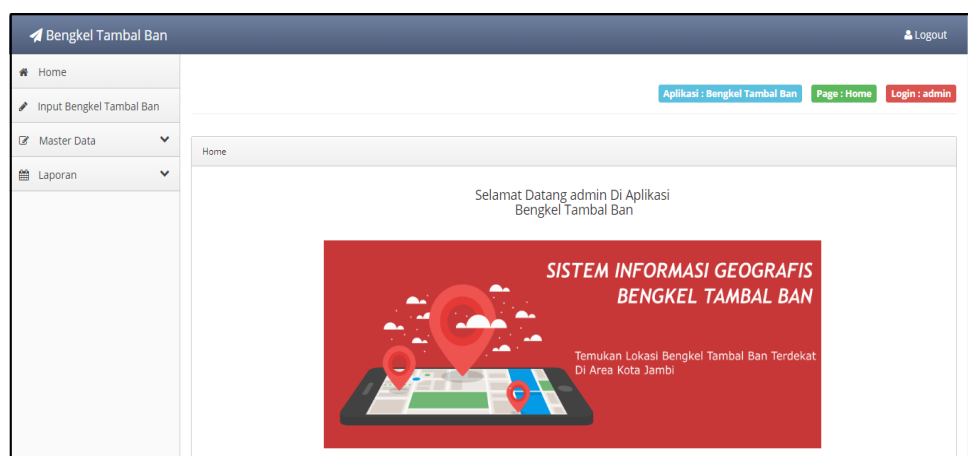 Bengkel Tambal Ban
Logout
Home
Input Bengkel Tambal Ban
Master Data
Laporan
Aplikasi : Bengkel Tambal Ban Page : Home Login : admin
Home
Selamat Datang admin Di Aplikasi
Bengkel Tambal Ban
SISTEM INFORMASI GEOGRAFIS
BENGKEL TAMBAL BAN
Temukan Lokasi Bengkel Tambal Ban Terdekat
Di Area Kota Jambi